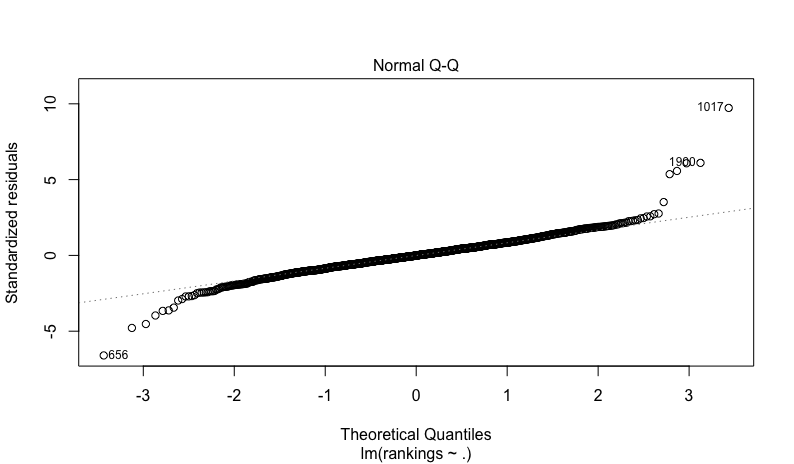 Normal Q-Q
Standardized residuals
10
5
0
-5
1017
1900
656
-3 -2 -1 0 1 2 3
Theoretical Quantiles
lm(rankings ~ .)